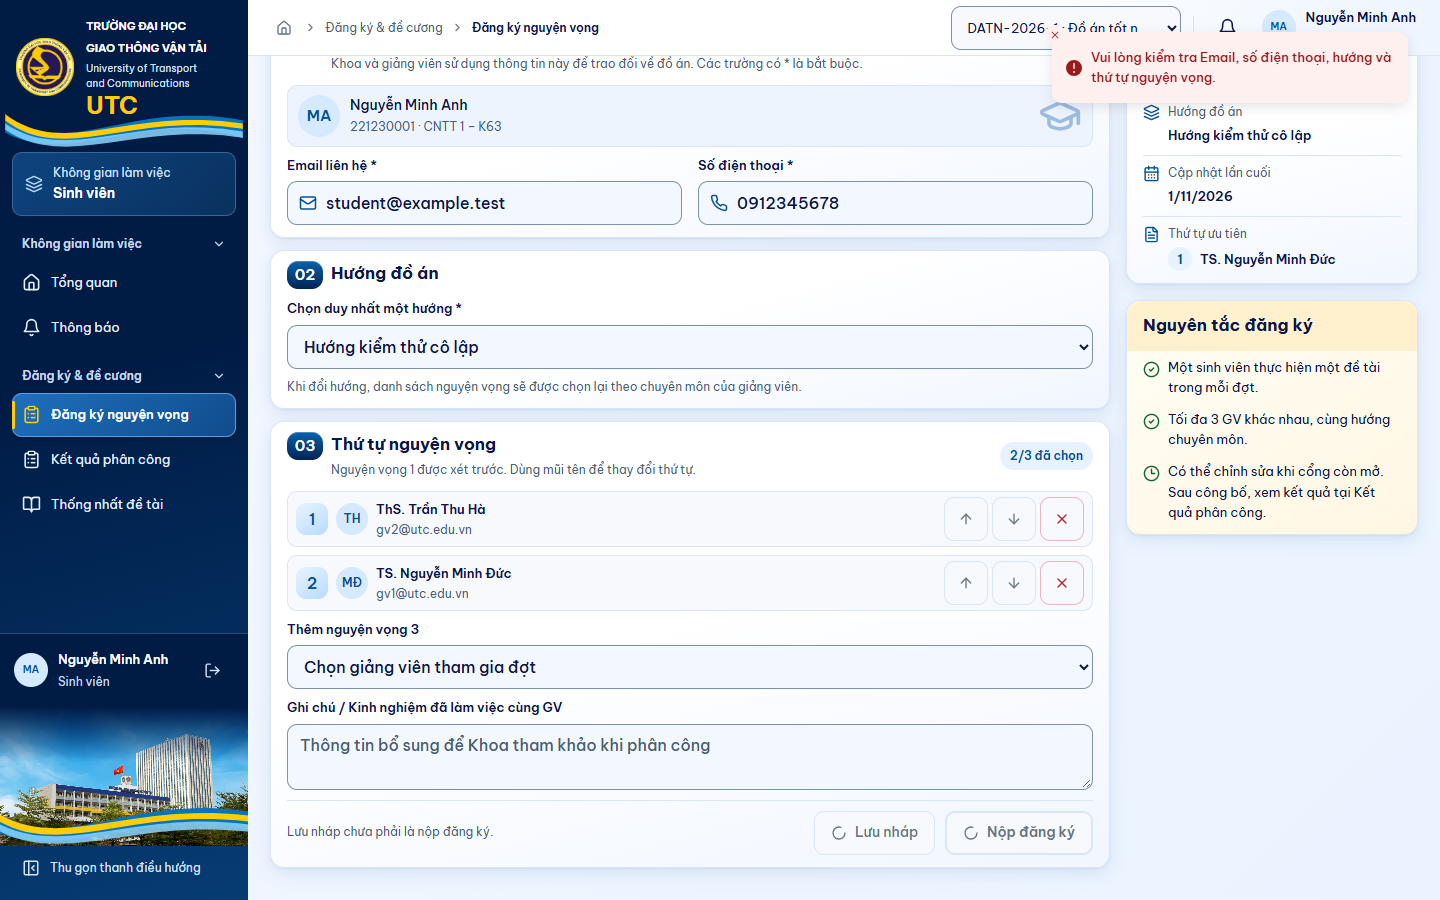 TRƯỜNG ĐẠI HỌC
GIAO THÔNG VẬN TẢI
University of Transport
and Communications
UTC
Không gian làm việc
Sinh viên
Không gian làm việc
Tổng quan
Thông báo
Đăng ký & đề cương
Đăng ký nguyện vọng
Kết quả phân công
Thống nhất đề tài
MA
Nguyễn Minh Anh
Sinh viên
Thu gọn thanh điều hướng
Đăng ký & đề cương
Đăng ký nguyện vọng
DATN-2026-1 · Đồ án tốt n
MA
Nguyễn Minh Anh
Vui lòng kiểm tra Email, số điện thoại, hướng và
thứ tự nguyện vọng.
Khoa và giảng viên sử dụng thông tin này để trao đổi về đồ án. Các trường có * là bắt buộc.
MA
Nguyễn Minh Anh
221230001 · CNTT 1 – K63
Email liên hệ *
Số điện thoại *
student@example.test
0912345678
02
Hướng đồ án
Chọn duy nhất một hướng *
Hướng kiểm thử cô lập
Khi đổi hướng, danh sách nguyện vọng sẽ được chọn lại theo chuyên môn của giảng viên.
03
Thứ tự nguyện vọng
Nguyện vọng 1 được xét trước. Dùng mũi tên để thay đổi thứ tự.
2/3 đã chọn
1
TH
ThS. Trần Thu Hà
gv2@utc.edu.vn
2
MĐ
TS. Nguyễn Minh Đức
gv1@utc.edu.vn
Thêm nguyện vọng 3
Chọn giảng viên tham gia đợt
Ghi chú / Kinh nghiệm đã làm việc cùng GV
Thông tin bổ sung để Khoa tham khảo khi phân công
Lưu nháp chưa phải là nộp đăng ký.
Lưu nháp
Nộp đăng ký
Hướng đồ án
Hướng kiểm thử cô lập
Cập nhật lần cuối
1/11/2026
Thứ tự ưu tiên
1
TS. Nguyễn Minh Đức
Nguyên tắc đăng ký
Một sinh viên thực hiện một đề tài
trong mỗi đợt.
Tối đa 3 GV khác nhau, cùng hướng
chuyên môn.
Có thể chỉnh sửa khi cổng còn mở.
Sau công bố, xem kết quả tại Kết
quả phân công.